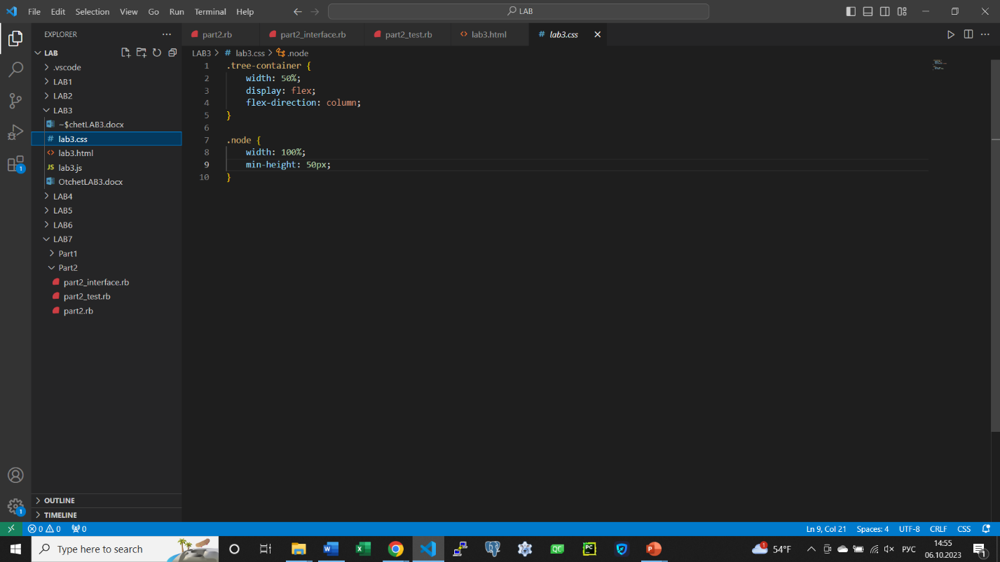 File Edit Selection View Go Run Terminal Help LAB
EXPLORER
part2.rb part2_interface.rb part2_test.rb <> lab3.html # lab3.css
LAB
LAB3 > # lab3.css > .node
.vscode
LAB1
LAB2
LAB3
~$chetLAB3.docx
# lab3.css
<> lab3.html
JS lab3.js
OtchetLAB3.docx
LAB4
LAB5
LAB6
LAB7
Part1
Part2
part2_interface.rb
part2_test.rb
part2.rb
1 .tree-container {
2 width: 50%;
3 display: flex;
4 flex-direction: column;
5 }
6
7 .node {
8 width: 100%;
9 min-height: 50px;
10 }
1
1
OUTLINE
TIMELINE
0 0 0 Ln 9, Col 21 Spaces: 4 UTF-8 CRLF CSS
Type here to search W X QC PC P 1 54°F РУС 14:55
06.10.2023 1